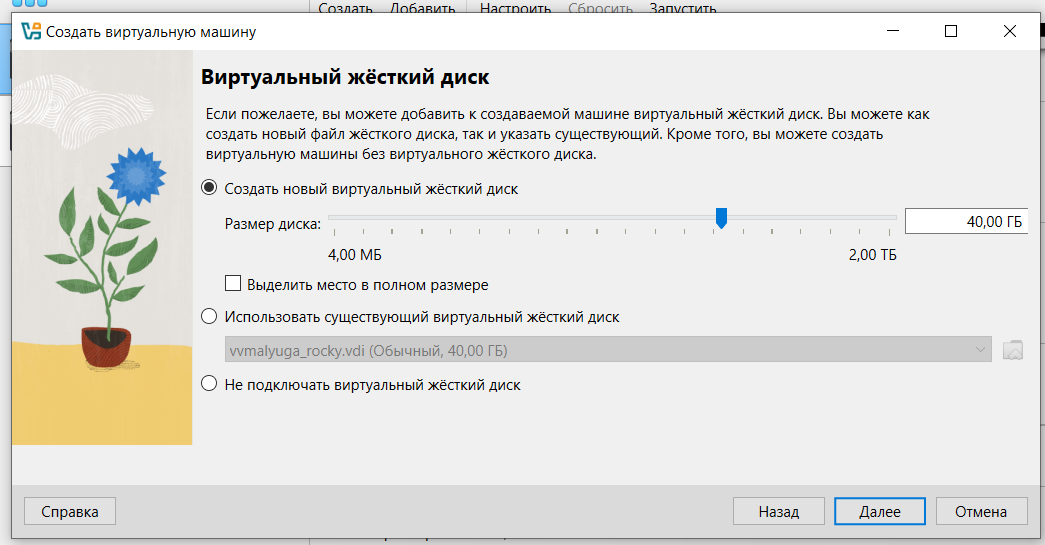 Создать Добавить Настроить Сбросить Запустить
Создать виртуальную машину
Виртуальный жёсткий диск
Если пожелаете, вы можете добавить к создаваемой машине виртуальный жёсткий диск. Вы можете как
создать новый файл жёсткого диска, так и указать существующий. Кроме того, вы можете создать
виртуальную машины без виртуального жёсткого диска.
Создать новый виртуальный жёсткий диск
Размер диска: 40,00 ГБ
4,00 МБ 2,00 ТБ
Выделить место в полном размере
Использовать существующий виртуальный жёсткий диск
vvmalyuga_rocky.vdi (Обычный, 40,00 ГБ)
Не подключать виртуальный жёсткий диск
Справка Назад Далее Отмена